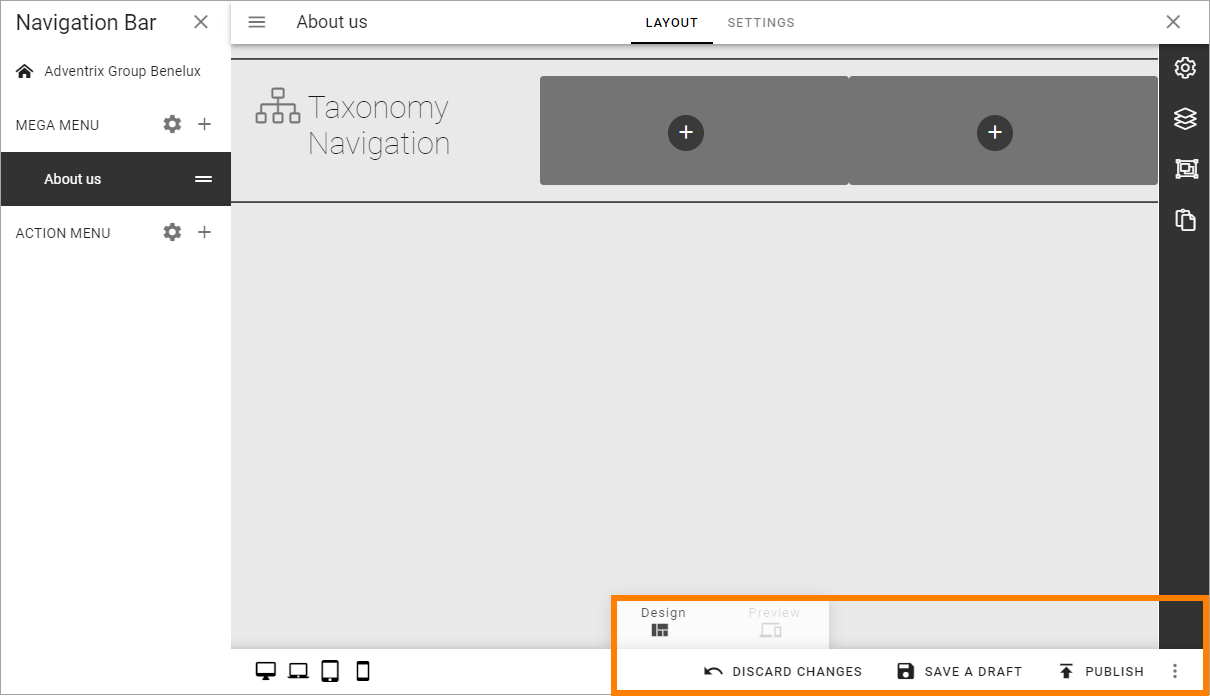 Navigation Bar
Adventrix Group Benelux
MEGA MENU
About us
ACTION MENU
About us
LAYOUT
SETTINGS
Taxonomy
Navigation
Design
Preview
DISCARD CHANGES
SAVE A DRAFT
PUBLISH